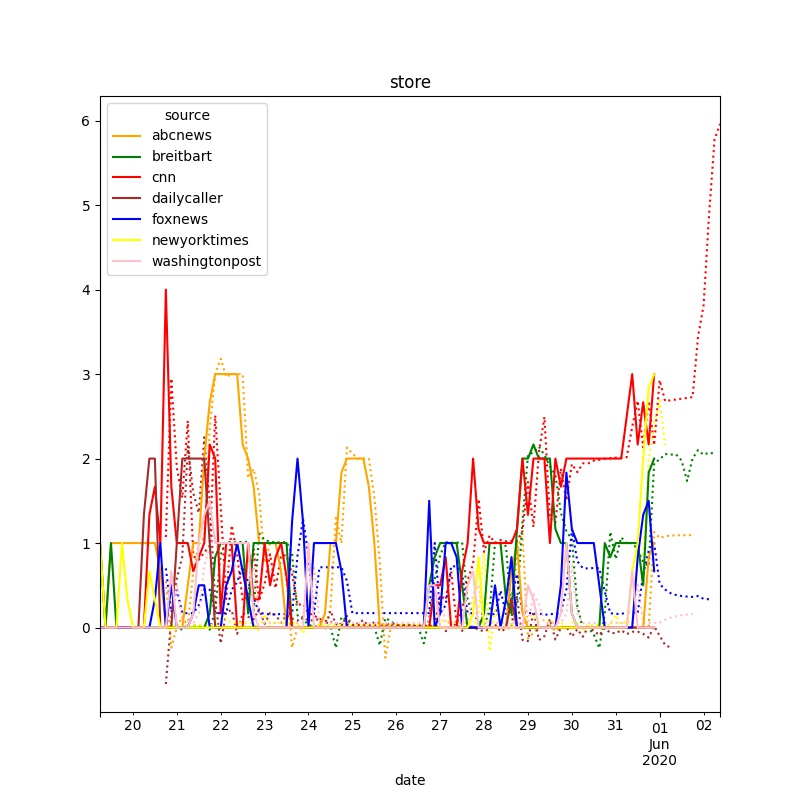 store
6
5
4
3
2
1
0
source
abcnews
breitbart
cnn
dailycaller
foxnews
newyorktimes
washingtonpost
20 21 22 23 24 25 26 27 28 29 30 31 01 02
Jun
2020
date